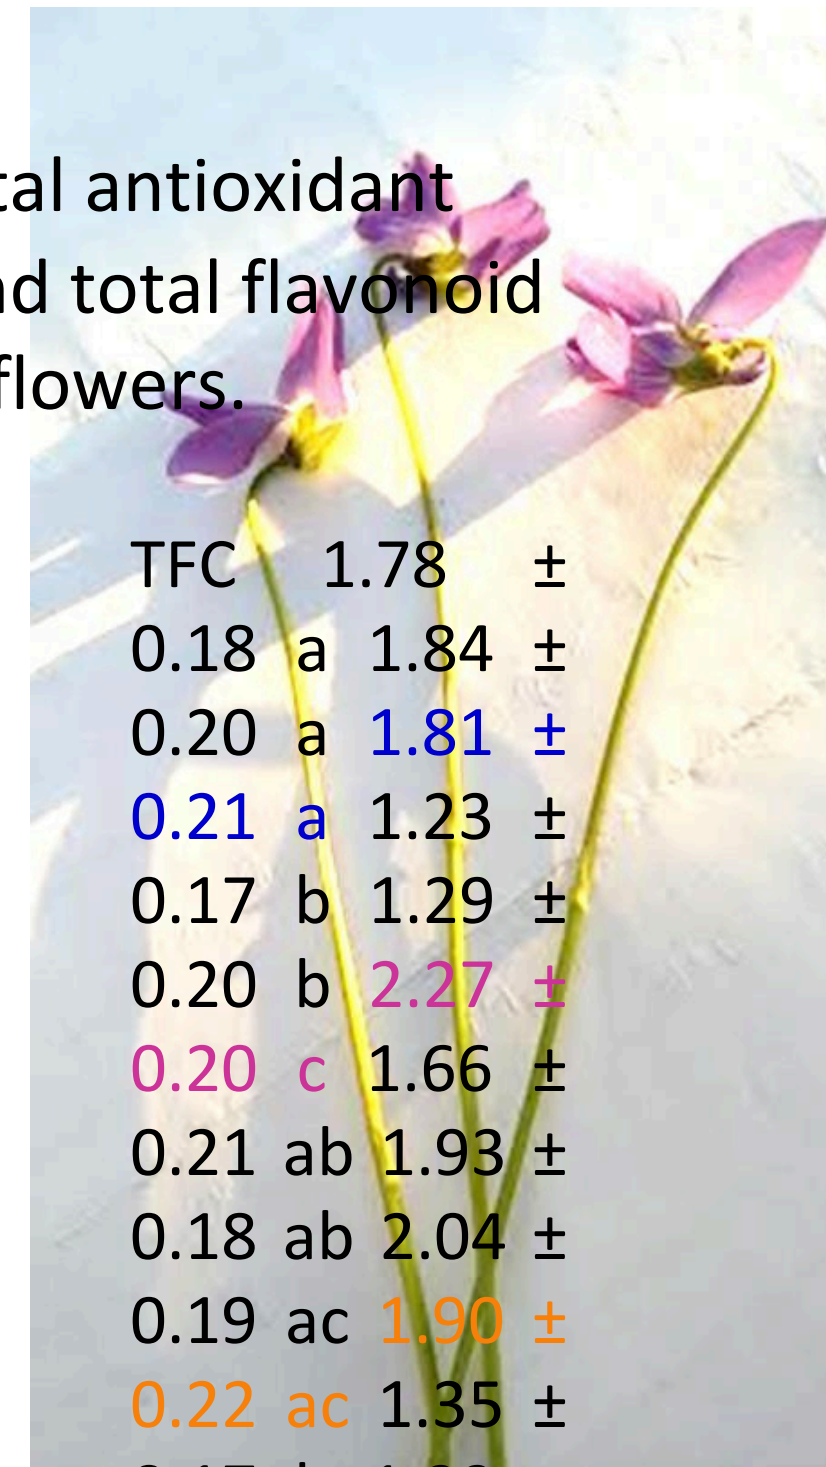 tal antioxidant
nd total flavonoid
flowers.
TFC 1.78 ±
0.18 a 1.84 ±
0.20 a 1.81 ±
0.21 a 1.23 ±
0.17 b 1.29 ±
0.20 b 2.27 ±
0.20 c 1.66 ±
0.21 ab 1.93 ±
0.18 ab 2.04 ±
0.19 ac 1.90 ±
0.22 ac 1.35 ±